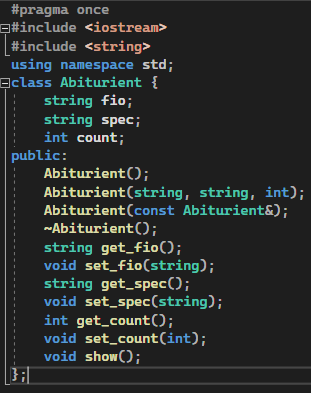 #pragma once
#include <iostream>
#include <string>
using namespace std;
class Abiturient {
    string fio;
    string spec;
    int count;
public:
    Abiturient();
    Abiturient(string, string, int);
    Abiturient(const Abiturient&);
    ~Abiturient();
    string get_fio();
    void set_fio(string);
    string get_spec();
    void set_spec(string);
    int get_count();
    void set_count(int);
    void show();
};